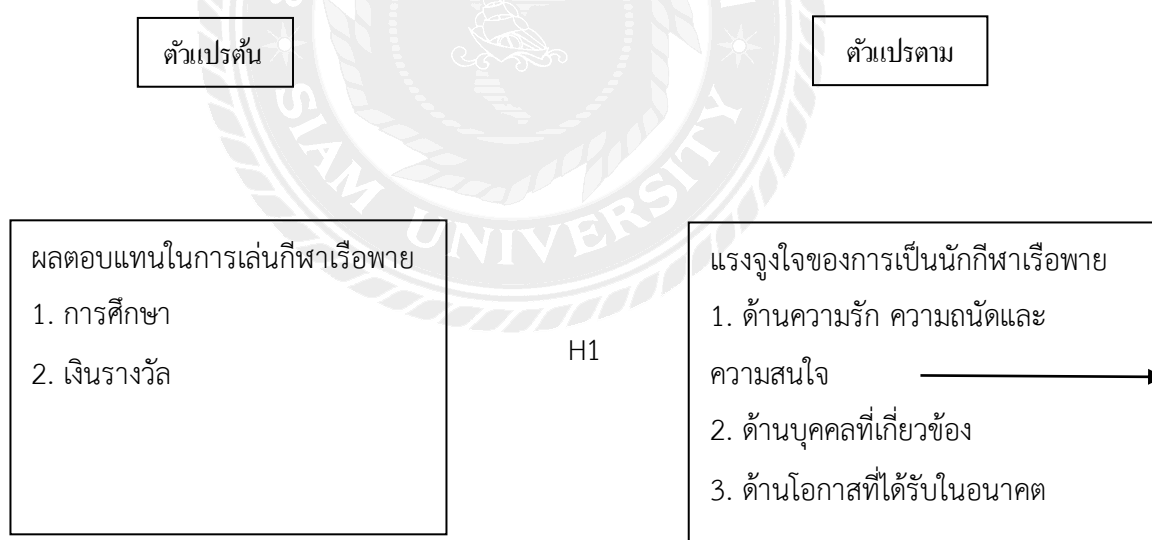 ตัวแปรต้น
ตัวแปรตาม
SIAM UNIVERSITY
ผลตอบแทนในการเล่นกีฬาเรือพาย
1. การศึกษา
2. เงินรางวัล
H1
แรงจูงใจของการเป็นนักกีฬาเรือพาย
1. ด้านความรัก ความถนัดและ
ความสนใจ
2. ด้านบุคคลที่เกี่ยวข้อง
3. ด้านโอกาสที่ได้รับในอนาคต